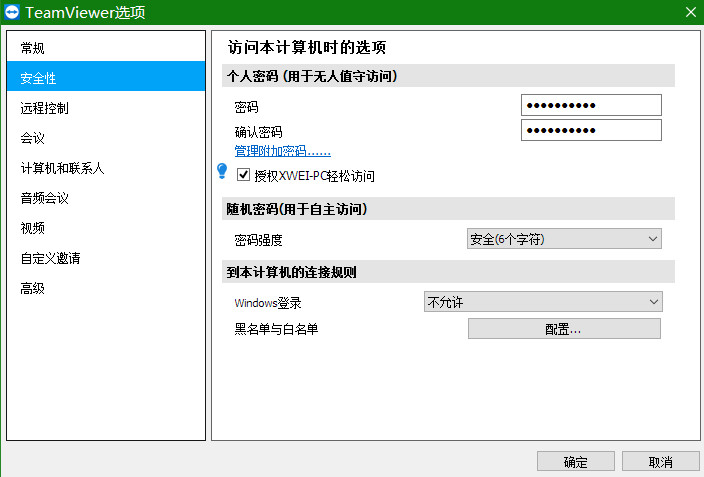 TeamViewer选项
常规
安全性
远程控制
会议
计算机和联系人
音频会议
视频
自定义邀请
高级
访问本计算机时的选项
个人密码 (用于无人值守访问)
密码 ●●●●●●●●●●
确认密码 ●●●●●●●●●●
管理附加密码......
授权XWEI-PC轻松访问
随机密码(用于自主访问)
密码强度 安全(6个字符)
到本计算机的连接规则
Windows登录 不允许
黑名单与白名单 配置...
确定 取消